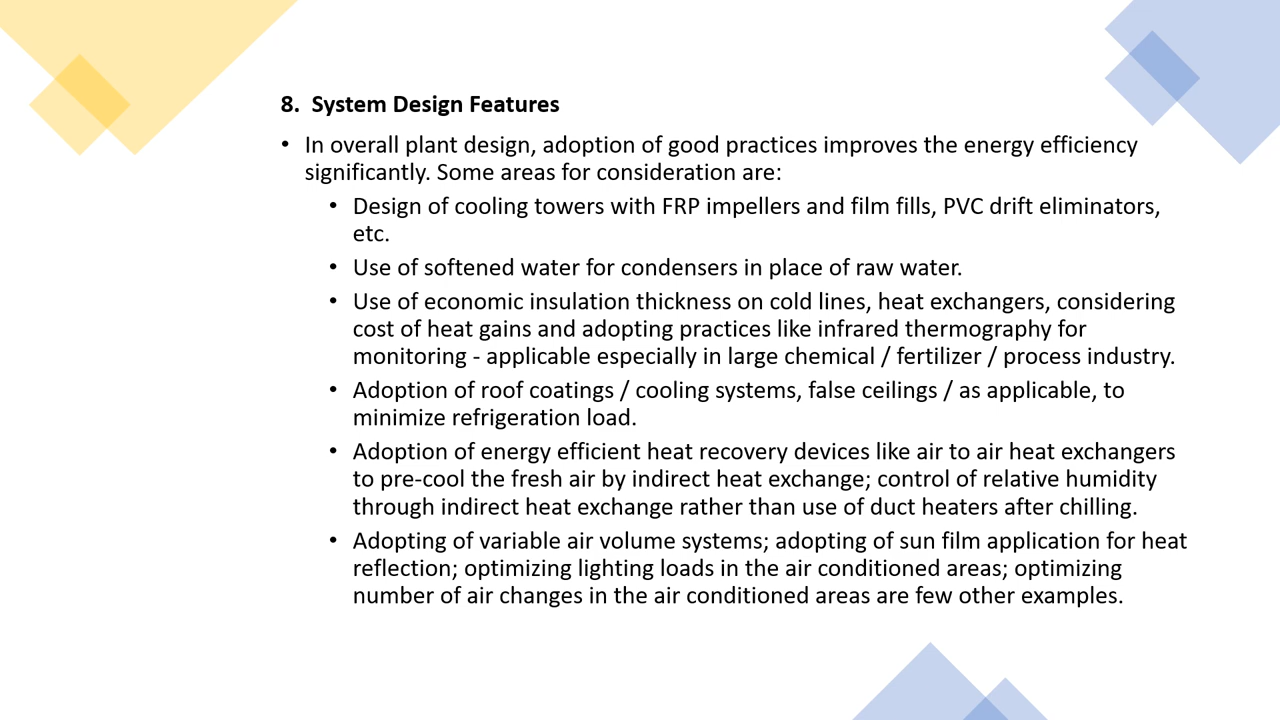 8. System Design Features
• In overall plant design, adoption of good practices improves the energy efficiency
significantly. Some areas for consideration are:
• Design of cooling towers with FRP impellers and film fills, PVC drift eliminators,
etc.
• Use of softened water for condensers in place of raw water.
• Use of economic insulation thickness on cold lines, heat exchangers, considering
cost of heat gains and adopting practices like infrared thermography for
monitoring - applicable especially in large chemical / fertilizer / process industry.
• Adoption of roof coatings / cooling systems, false ceilings / as applicable, to
minimize refrigeration load.
• Adoption of energy efficient heat recovery devices like air to air heat exchangers
to pre-cool the fresh air by indirect heat exchange; control of relative humidity
through indirect heat exchange rather than use of duct heaters after chilling.
• Adopting of variable air volume systems; adopting of sun film application for heat
reflection; optimizing lighting loads in the air conditioned areas; optimizing
number of air changes in the air conditioned areas are few other examples.